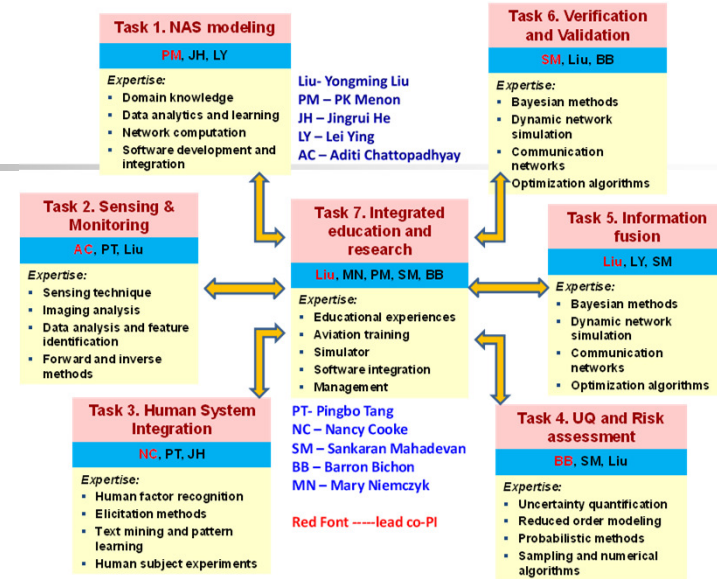 Task 1. NAS modeling
PM, JH, LY
Expertise:
▪ Domain knowledge
▪ Data analytics and learning
▪ Network computation
▪ Software development and
integration
Liu- Yongming Liu
PM – PK Menon
JH – Jingrui He
LY – Lei Ying
AC – Aditi Chattopadhyay
Task 6. Verification
and Validation
SM, Liu, BB
Expertise:
▪ Bayesian methods
▪ Dynamic network
simulation
▪ Communication
networks
▪ Optimization algorithms
Task 2. Sensing &
Monitoring
AC, PT, Liu
Expertise:
▪ Sensing technique
▪ Imaging analysis
▪ Data analysis and feature
identification
▪ Forward and inverse
methods
Task 7. Integrated
education and
research
Liu, MN, PM, SM, BB
Expertise:
▪ Educational experiences
▪ Aviation training
▪ Simulator
▪ Software integration
▪ Management
Task 5. Information
fusion
Liu, LY, SM
Expertise:
▪ Bayesian methods
▪ Dynamic network
simulation
▪ Communication
networks
▪ Optimization algorithms
Task 3. Human System
Integration
NC, PT, JH
Expertise:
▪ Human factor recognition
▪ Elicitation methods
▪ Text mining and pattern
learning
▪ Human subject experiments
PT- Pingbo Tang
NC – Nancy Cooke
SM – Sankaran Mahadevan
BB – Barron Bichon
MN – Mary Niemczyk
Red Font -----lead co-PI
Task 4. UQ and Risk
assessment
BB, SM, Liu
Expertise:
▪ Uncertainty quantification
▪ Reduced order modeling
▪ Probabilistic methods
▪ Sampling and numerical
algorithms